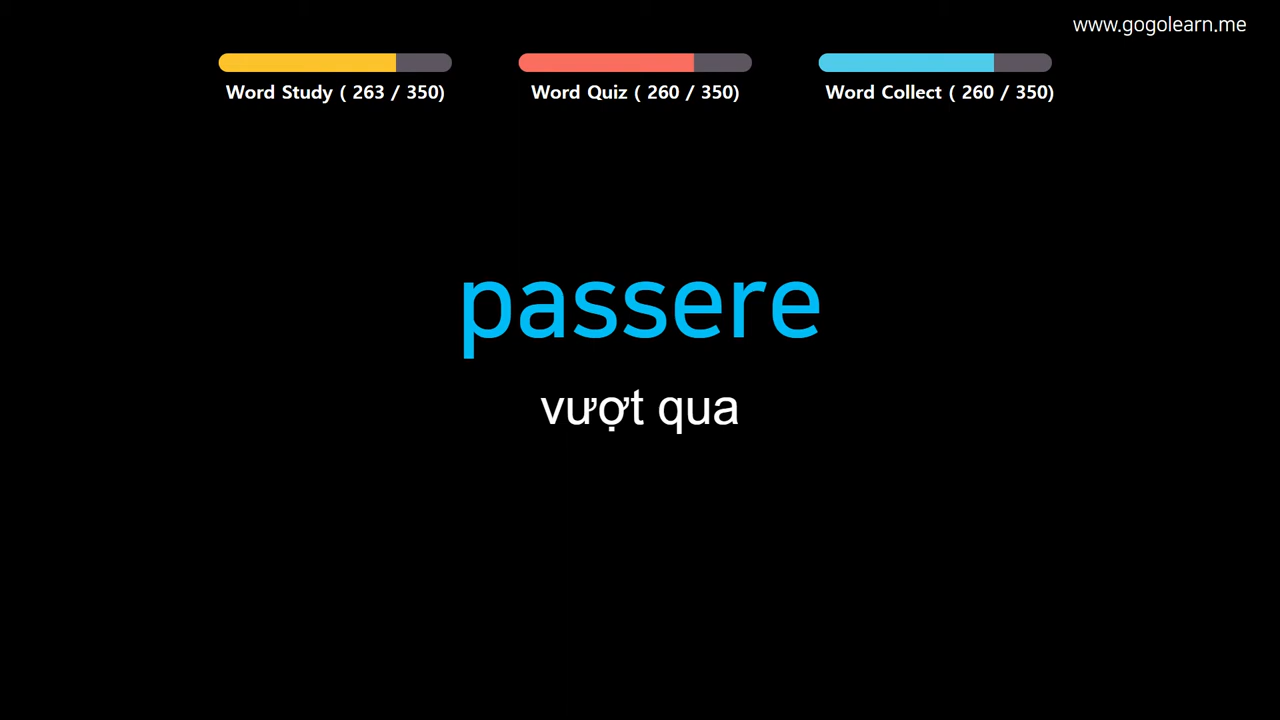 www.gogolearn.me
Word Study ( 263 / 350)
Word Quiz ( 260 / 350)
Word Collect ( 260 / 350)
passere
vượt qua